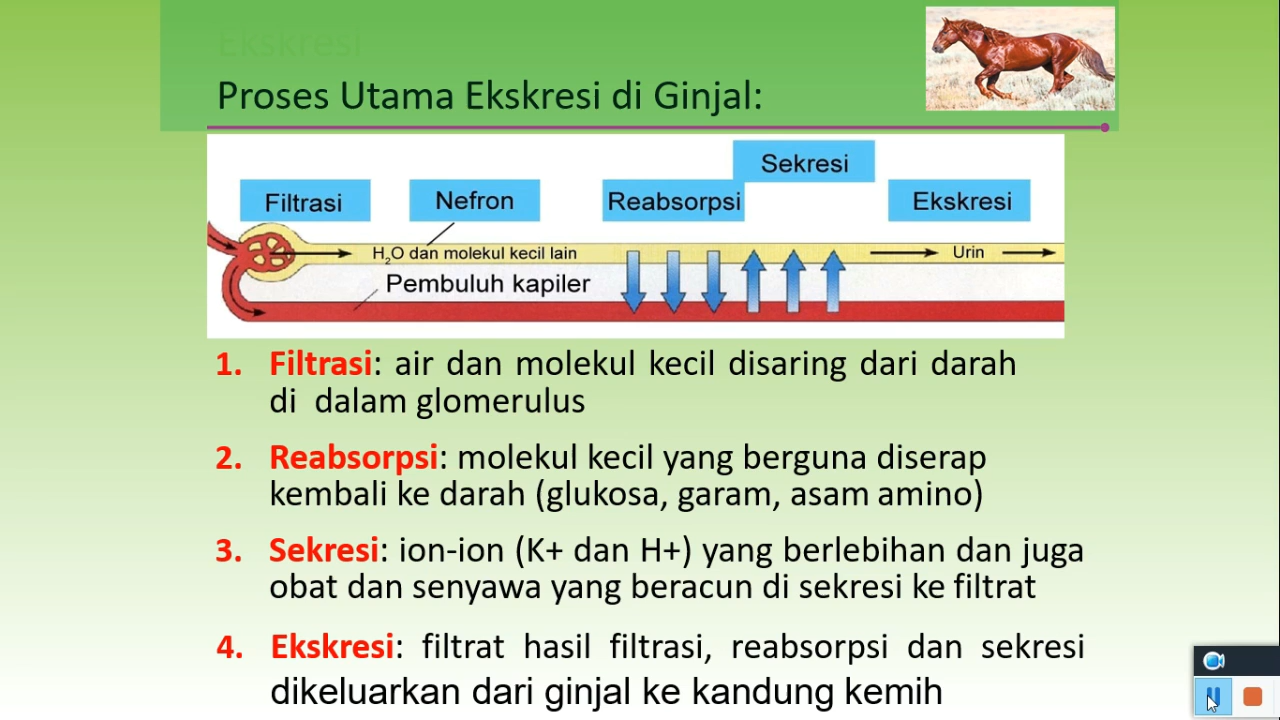 Ekskresi
Proses Utama Ekskresi di Ginjal:
Sekresi
Filtrasi
Nefron
Reabsorpsi
Ekskresi
H₂O dan molekul kecil lain
Urin
Pembuluh kapiler
1. Filtrasi: air dan molekul kecil disaring dari darah
di dalam glomerulus
2. Reabsorpsi: molekul kecil yang berguna diserap
kembali ke darah (glukosa, garam, asam amino)
3. Sekresi: ion-ion (K+ dan H+) yang berlebihan dan juga
obat dan senyawa yang beracun di sekresi ke filtrat
4. Ekskresi: filtrat hasil filtrasi, reabsorpsi dan sekresi
dikeluarkan dari ginjal ke kandung kemih